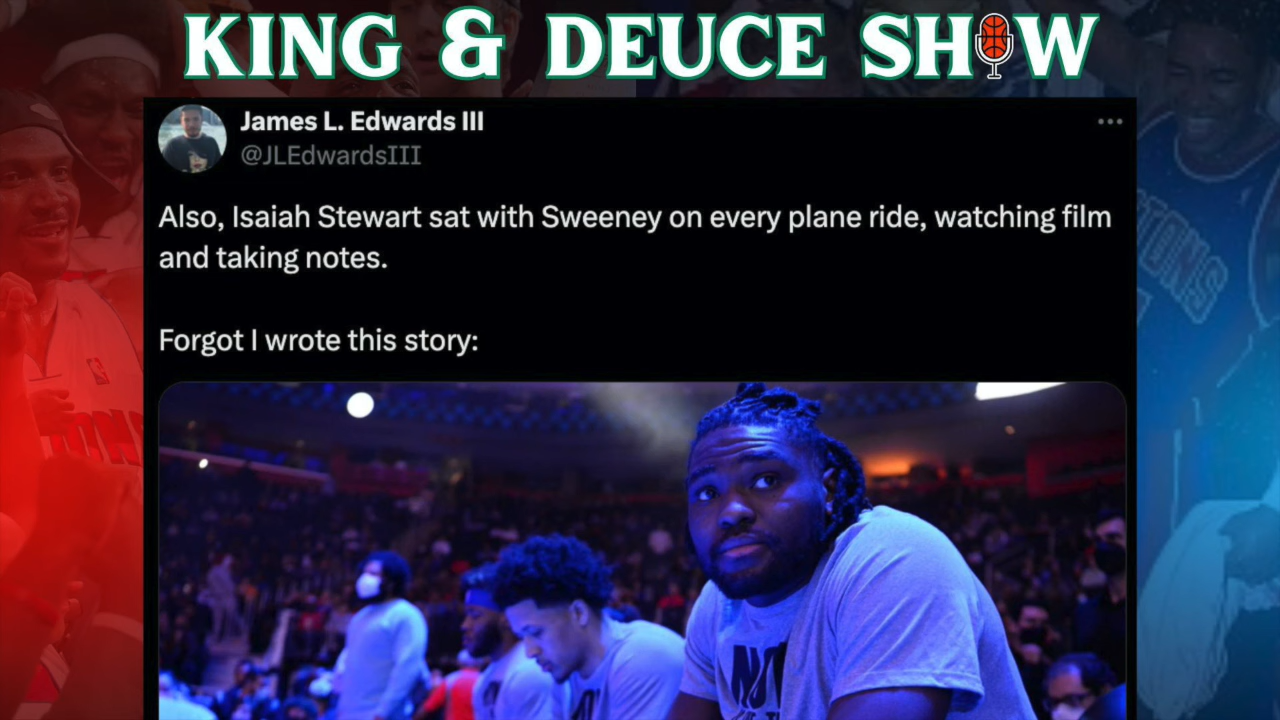 KING & DEUCE SHOW
James L. Edwards III
@JLEdwardsIII
Also, Isaiah Stewart sat with Sweeney on every plane ride, watching film
and taking notes.
Forgot I wrote this story: